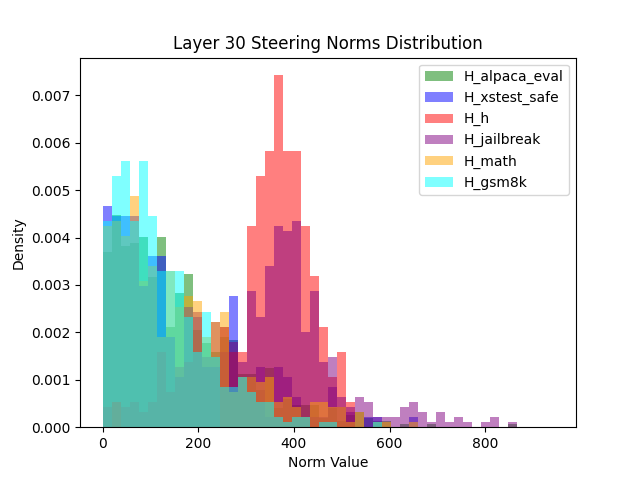 Layer 30 Steering Norms Distribution
Density
0.007
0.006
0.005
0.004
0.003
0.002
0.001
0.000
0
200
400
600
800
Norm Value
H_alpaca_eval
H_xstest_safe
H_h
H_jailbreak
H_math
H_gsm8k